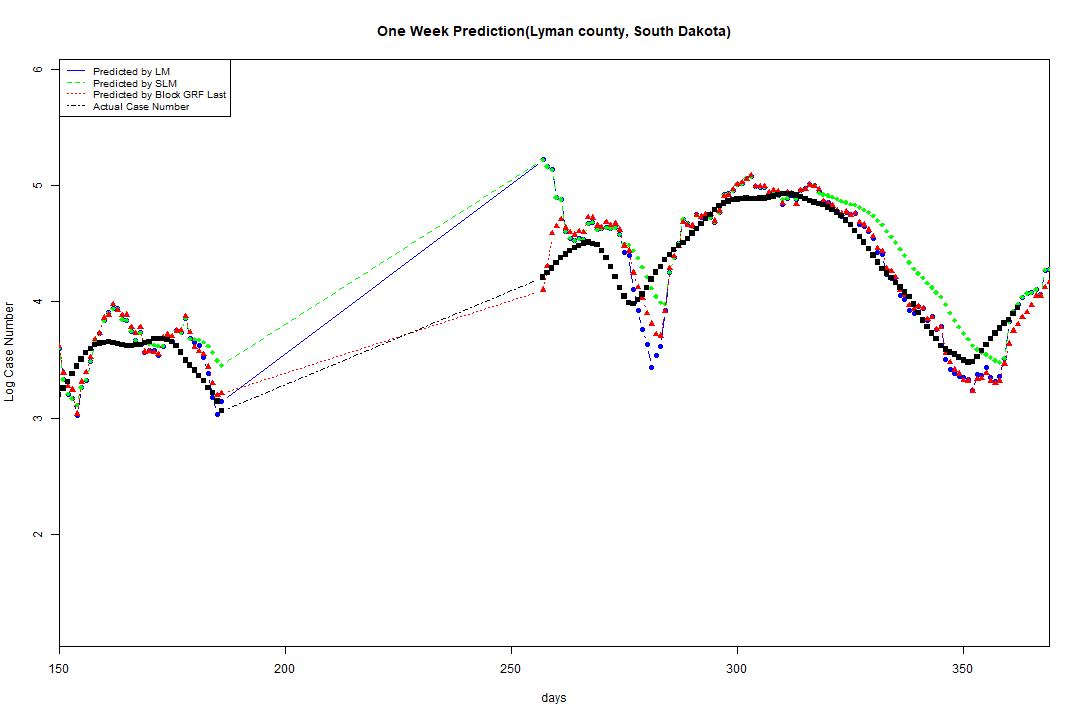 One Week Prediction(Lyman county, South Dakota)
Predicted by LM
Predicted by SLM
Predicted by Block GRF Last
Actual Case Number
6
5
4
3
2
Log Case Number
150 200 250 300 350
days